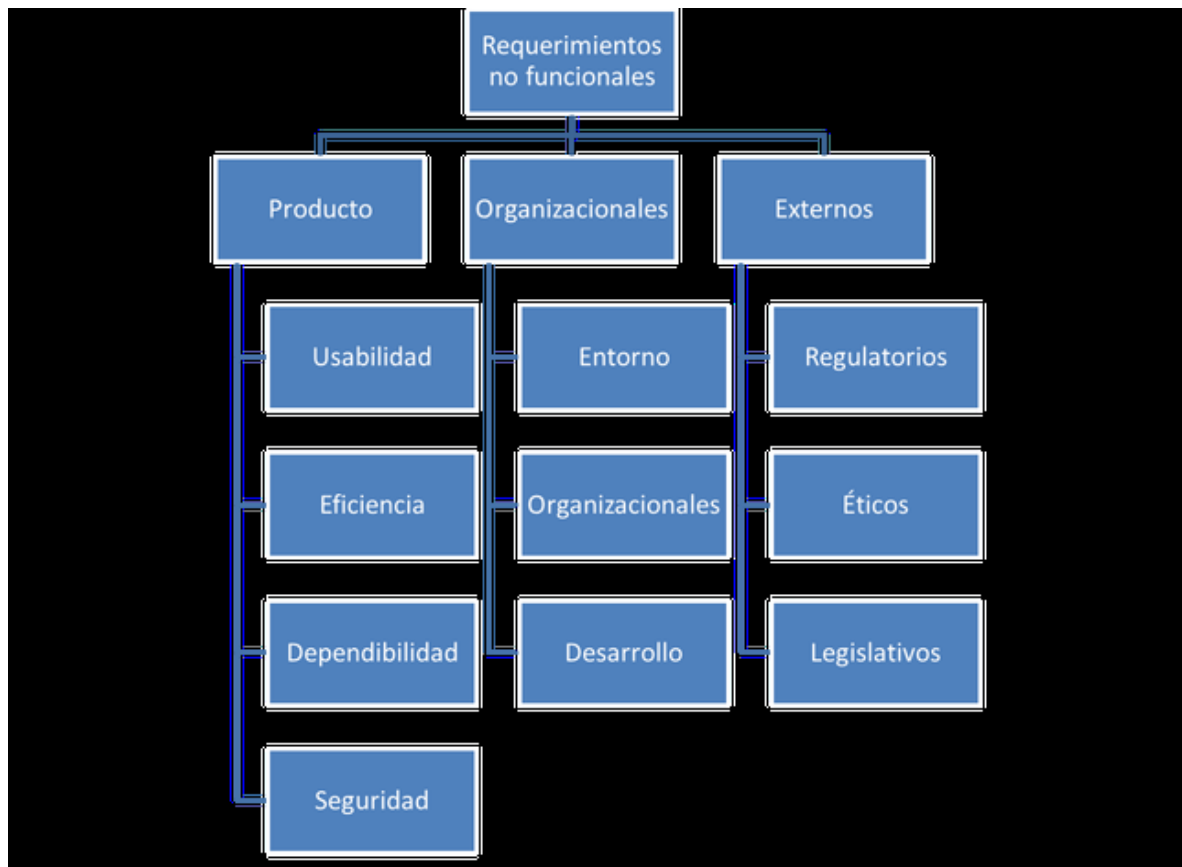 Requerimientos
no funcionales
Producto
Organizacionales
Externos
Usabilidad
Entorno
Regulatorios
Eficiencia
Organizacionales
Éticos
Dependibilidad
Desarrollo
Legislativos
Seguridad